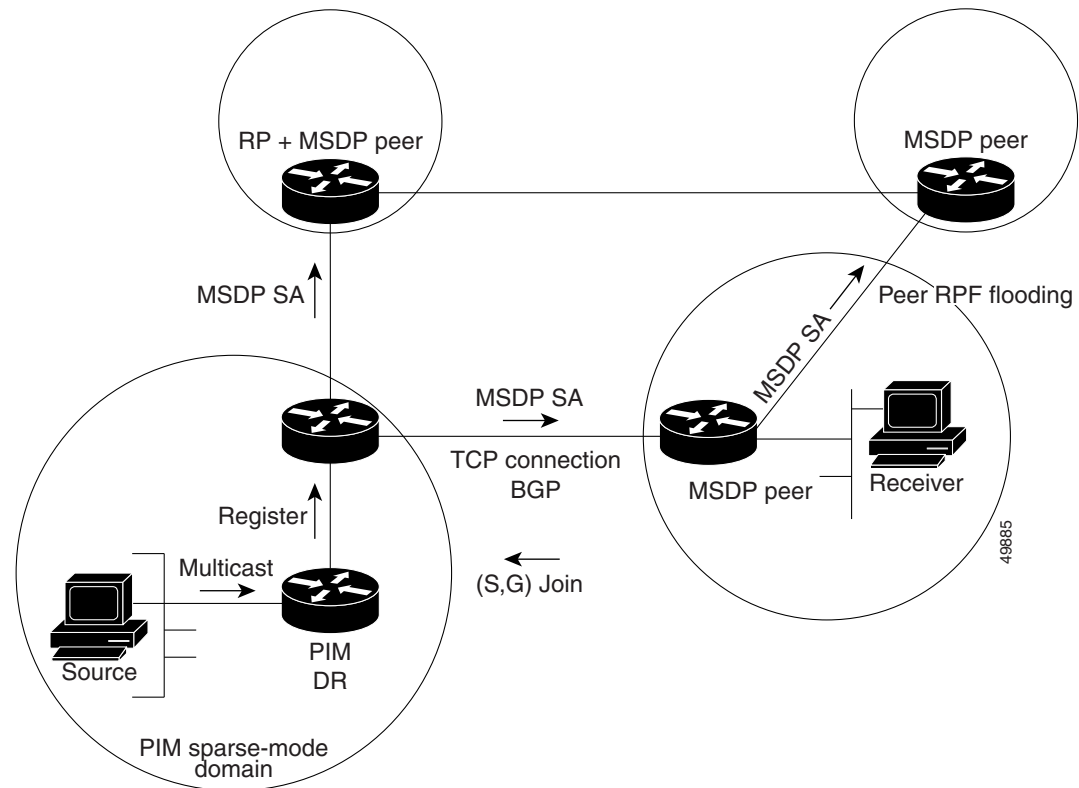 RP + MSDP peer
MSDP peer
MSDP SA
Peer RPF flooding
MSDP SA
MSDP SA
TCP connection
BGP
MSDP peer
Receiver
Register
Multicast
(S,G) Join
49885
Source
PIM
DR
PIM sparse-mode
domain